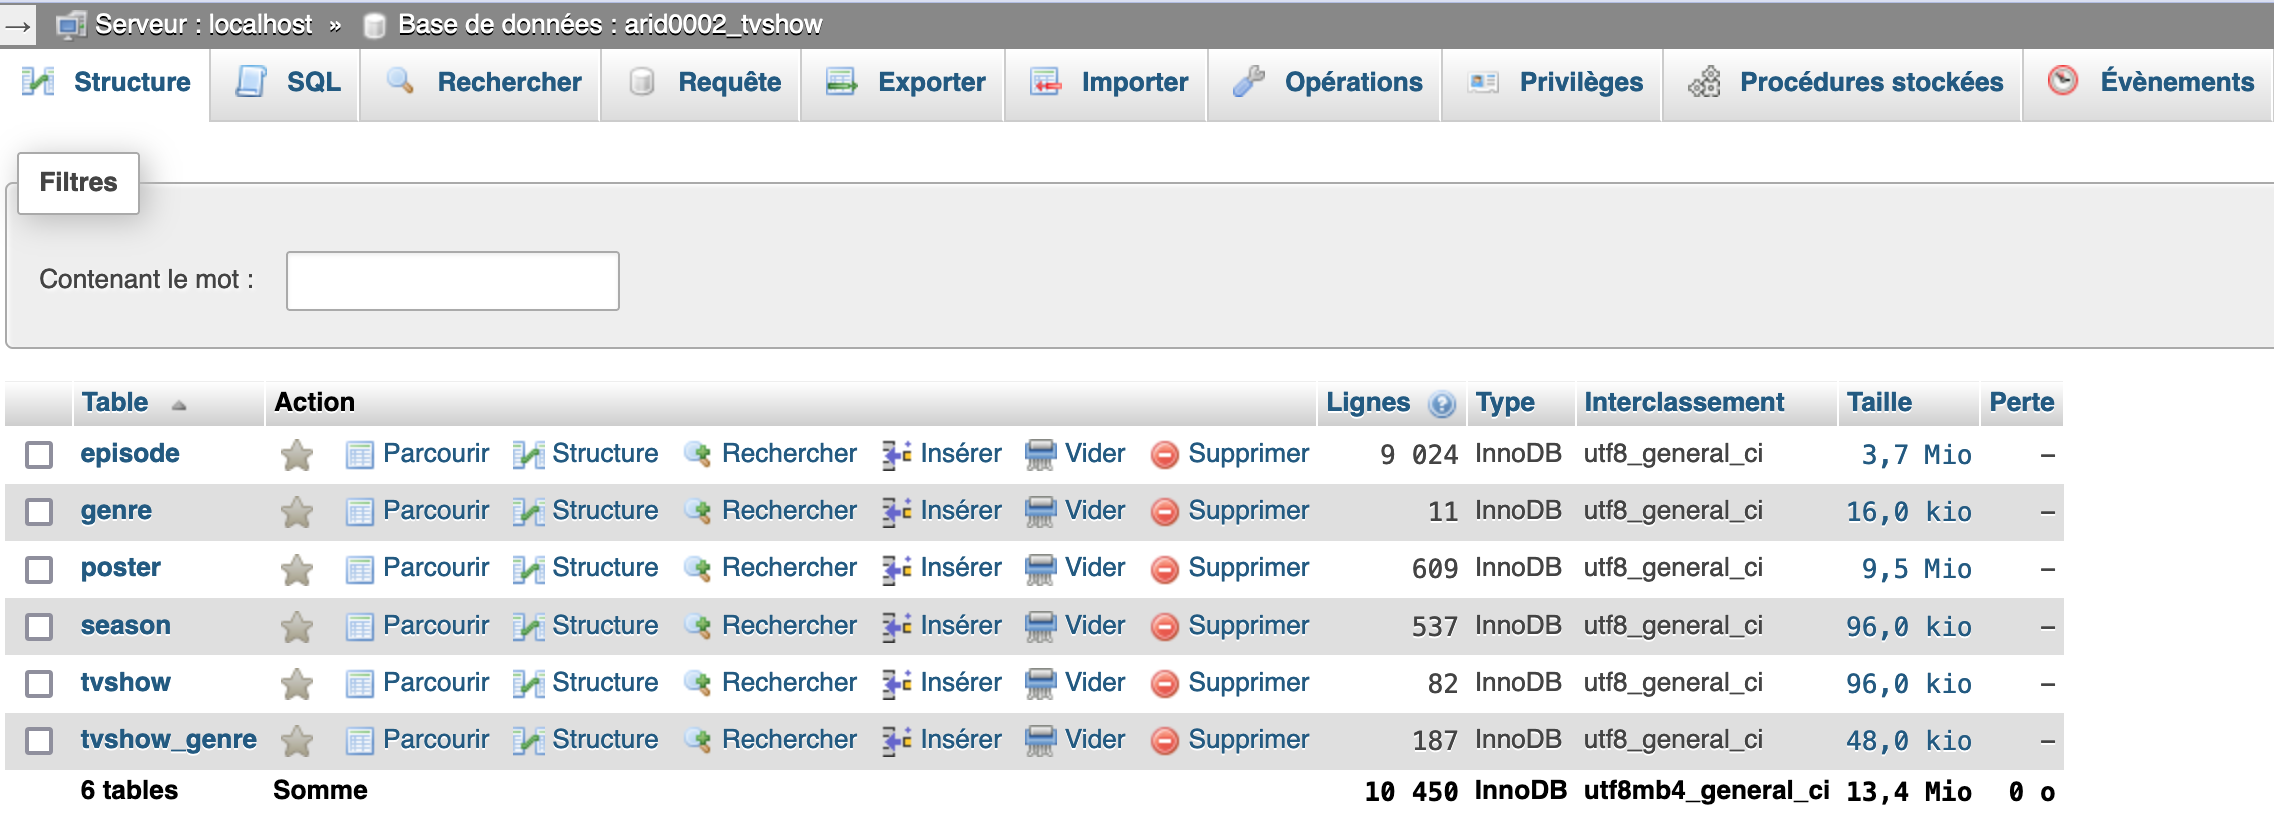 → Serveur : localhost » Base de données : arid0002_tvshow
Structure SQL Rechercher Requête Exporter Importer Opérations Privilèges Procédures stockées Évènements
Filtres
Contenant le mot :
Table Action Lignes Type Interclassement Taille Perte
episode Parcourir Structure Rechercher Insérer Vider Supprimer 9 024 InnoDB utf8_general_ci 3,7 Mio –
genre Parcourir Structure Rechercher Insérer Vider Supprimer 11 InnoDB utf8_general_ci 16,0 kio –
poster Parcourir Structure Rechercher Insérer Vider Supprimer 609 InnoDB utf8_general_ci 9,5 Mio –
season Parcourir Structure Rechercher Insérer Vider Supprimer 537 InnoDB utf8_general_ci 96,0 kio –
tvshow Parcourir Structure Rechercher Insérer Vider Supprimer 82 InnoDB utf8_general_ci 96,0 kio –
tvshow_genre Parcourir Structure Rechercher Insérer Vider Supprimer 187 InnoDB utf8_general_ci 48,0 kio –
6 tables Somme 10 450 InnoDB utf8mb4_general_ci 13,4 Mio 0 o